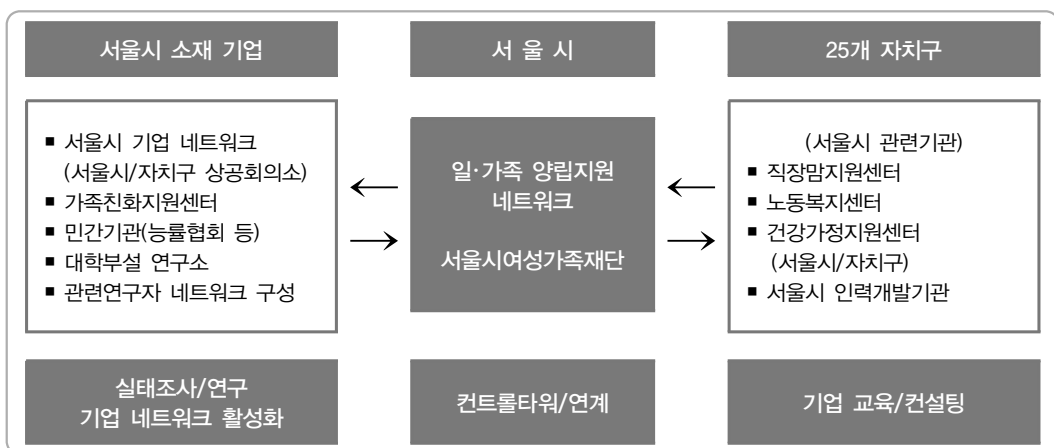 서울시 소재 기업
서 울 시
25개 자치구
▪ 서울시 기업 네트워크
(서울시/자치구 상공회의소)
▪ 가족친화지원센터
▪ 민간기관(능률협회 등)
▪ 대학부설 연구소
▪ 관련연구자 네트워크 구성
일·가족 양립지원
네트워크
서울시여성가족재단
(서울시 관련기관)
▪ 직장맘지원센터
▪ 노동복지센터
▪ 건강가정지원센터
(서울시/자치구)
▪ 서울시 인력개발기관
실태조사/연구
기업 네트워크 활성화
컨트롤타워/연계
기업 교육/컨설팅